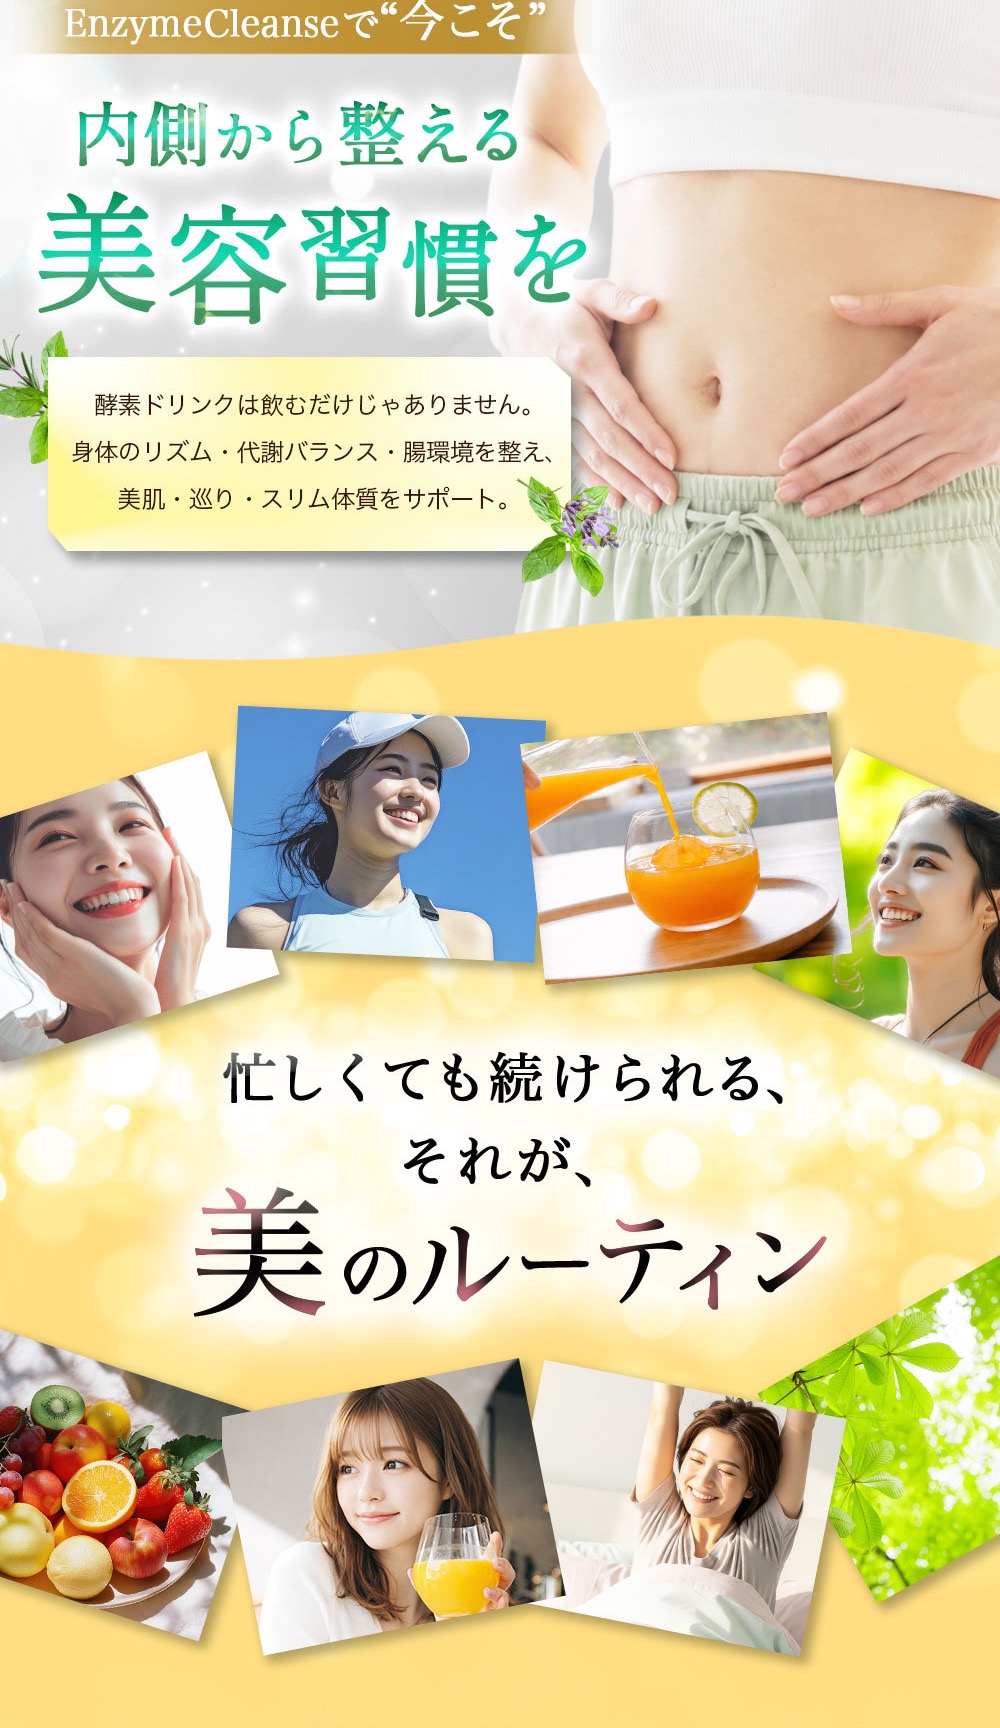 EnzymeCleanseで“今こそ”
内側から整える
美容習慣を
酵素ドリンクは飲むだけじゃありません。
身体のリズム・代謝バランス・腸環境を整え、
美肌・巡り・スリム体質をサポート。
忙しくても続けられる、
それが、
美のルーティン